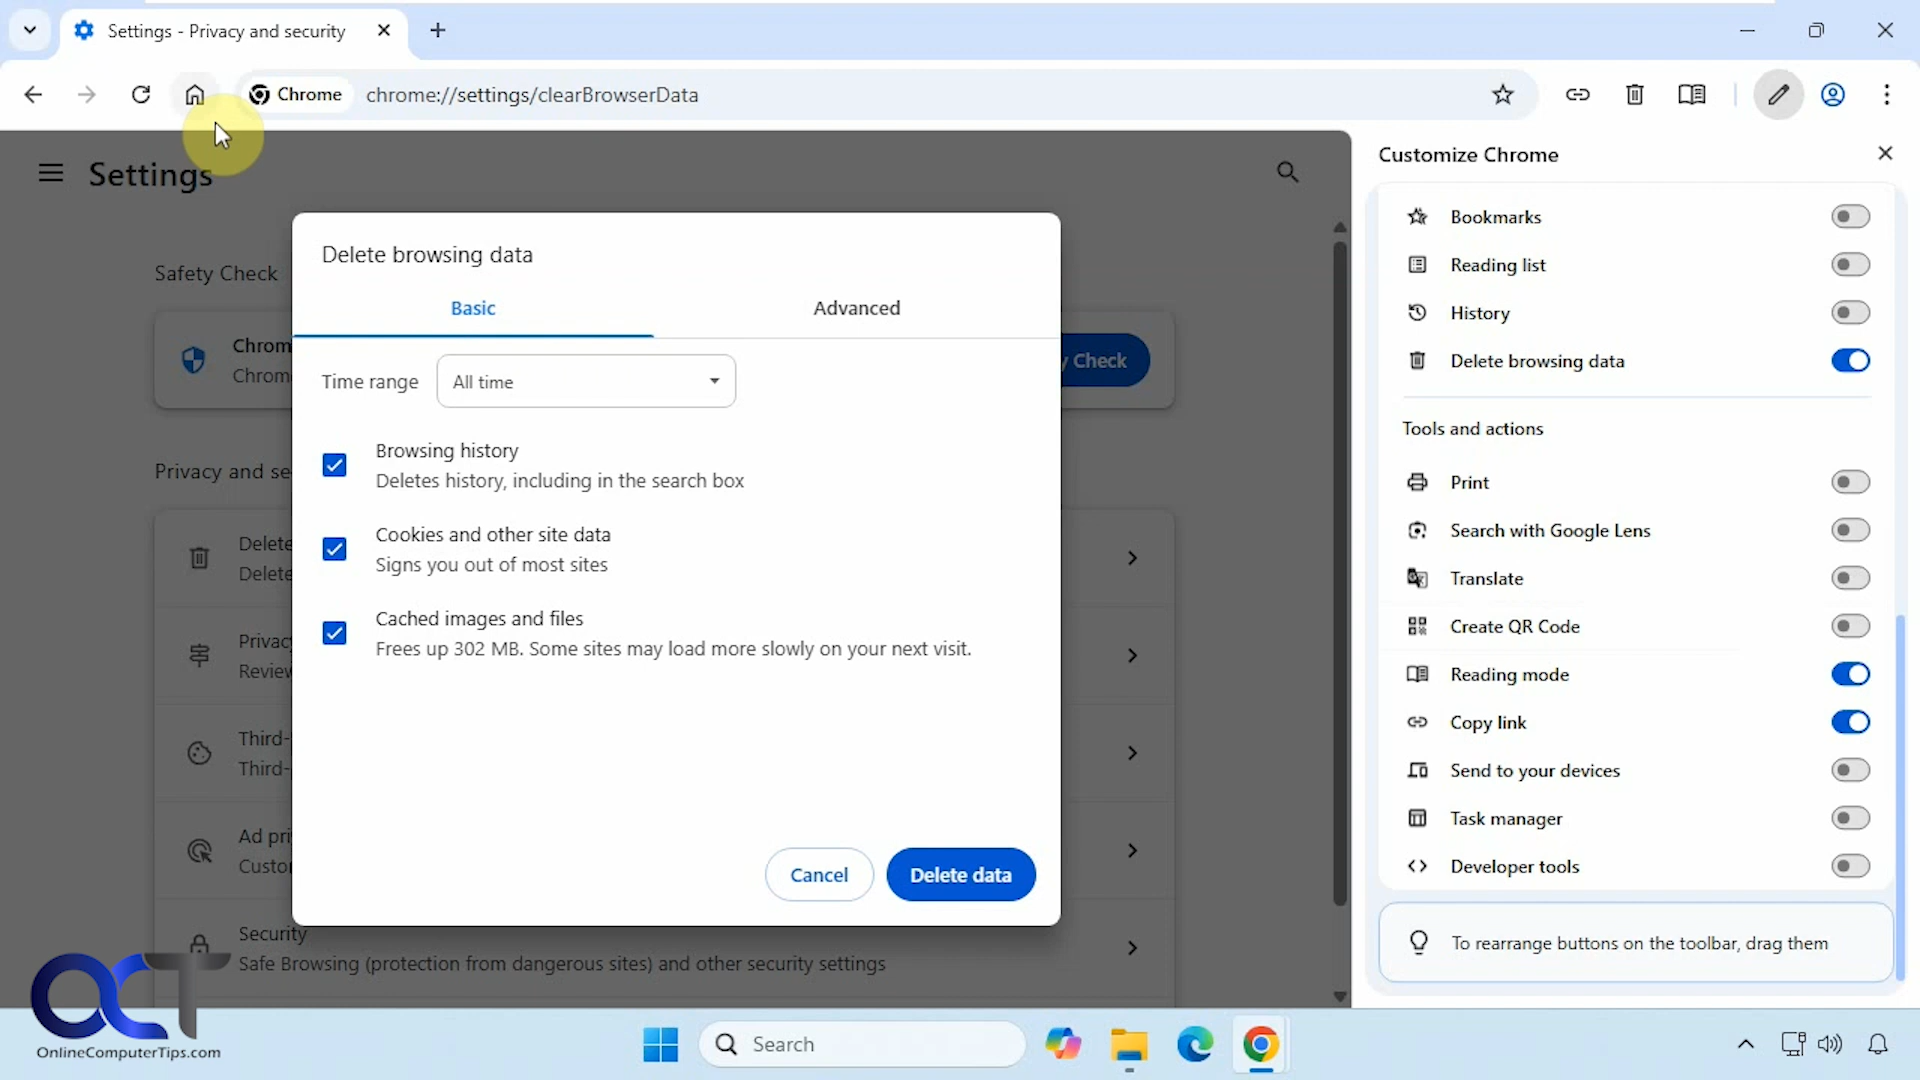 Settings - Privacy and security
Chrome
chrome://settings/clearBrowserData
Settings
Safety Check
Chrom
Chrom
y Check
Privacy and se
Delete
Delete
Privacy
Review
Third-
Third-
Ad pri
Custo
Security
Safe Browsing (protection from dangerous sites) and other security settings
Delete browsing data
Basic
Advanced
Time range
All time
Browsing history
Deletes history, including in the search box
Cookies and other site data
Signs you out of most sites
Cached images and files
Frees up 302 MB. Some sites may load more slowly on your next visit.
Cancel
Delete data
Customize Chrome
Bookmarks
Reading list
History
Delete browsing data
Tools and actions
Print
Search with Google Lens
Translate
Create QR Code
Reading mode
Copy link
Send to your devices
Task manager
Developer tools
To rearrange buttons on the toolbar, drag them
OCT
OnlineComputerTips.com
Search